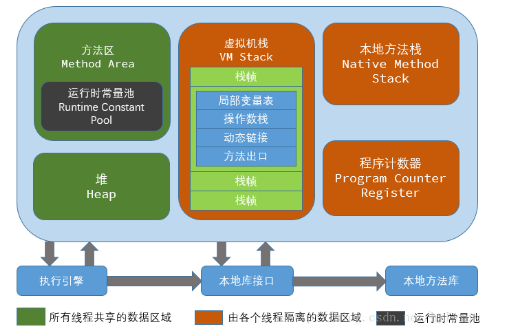 方法区
Method Area
运行时常量池
Runtime Constant
Pool
堆
Heap
虚拟机栈
VM Stack
栈帧
局部变量表
操作数栈
动态链接
方法出口
栈帧
栈帧
本地方法栈
Native Method
Stack
程序计数器
Program Counter
Register
执行引擎
本地库接口
本地方法库
所有线程共享的数据区域
由各个线程隔离的数据区域
运行时常量池